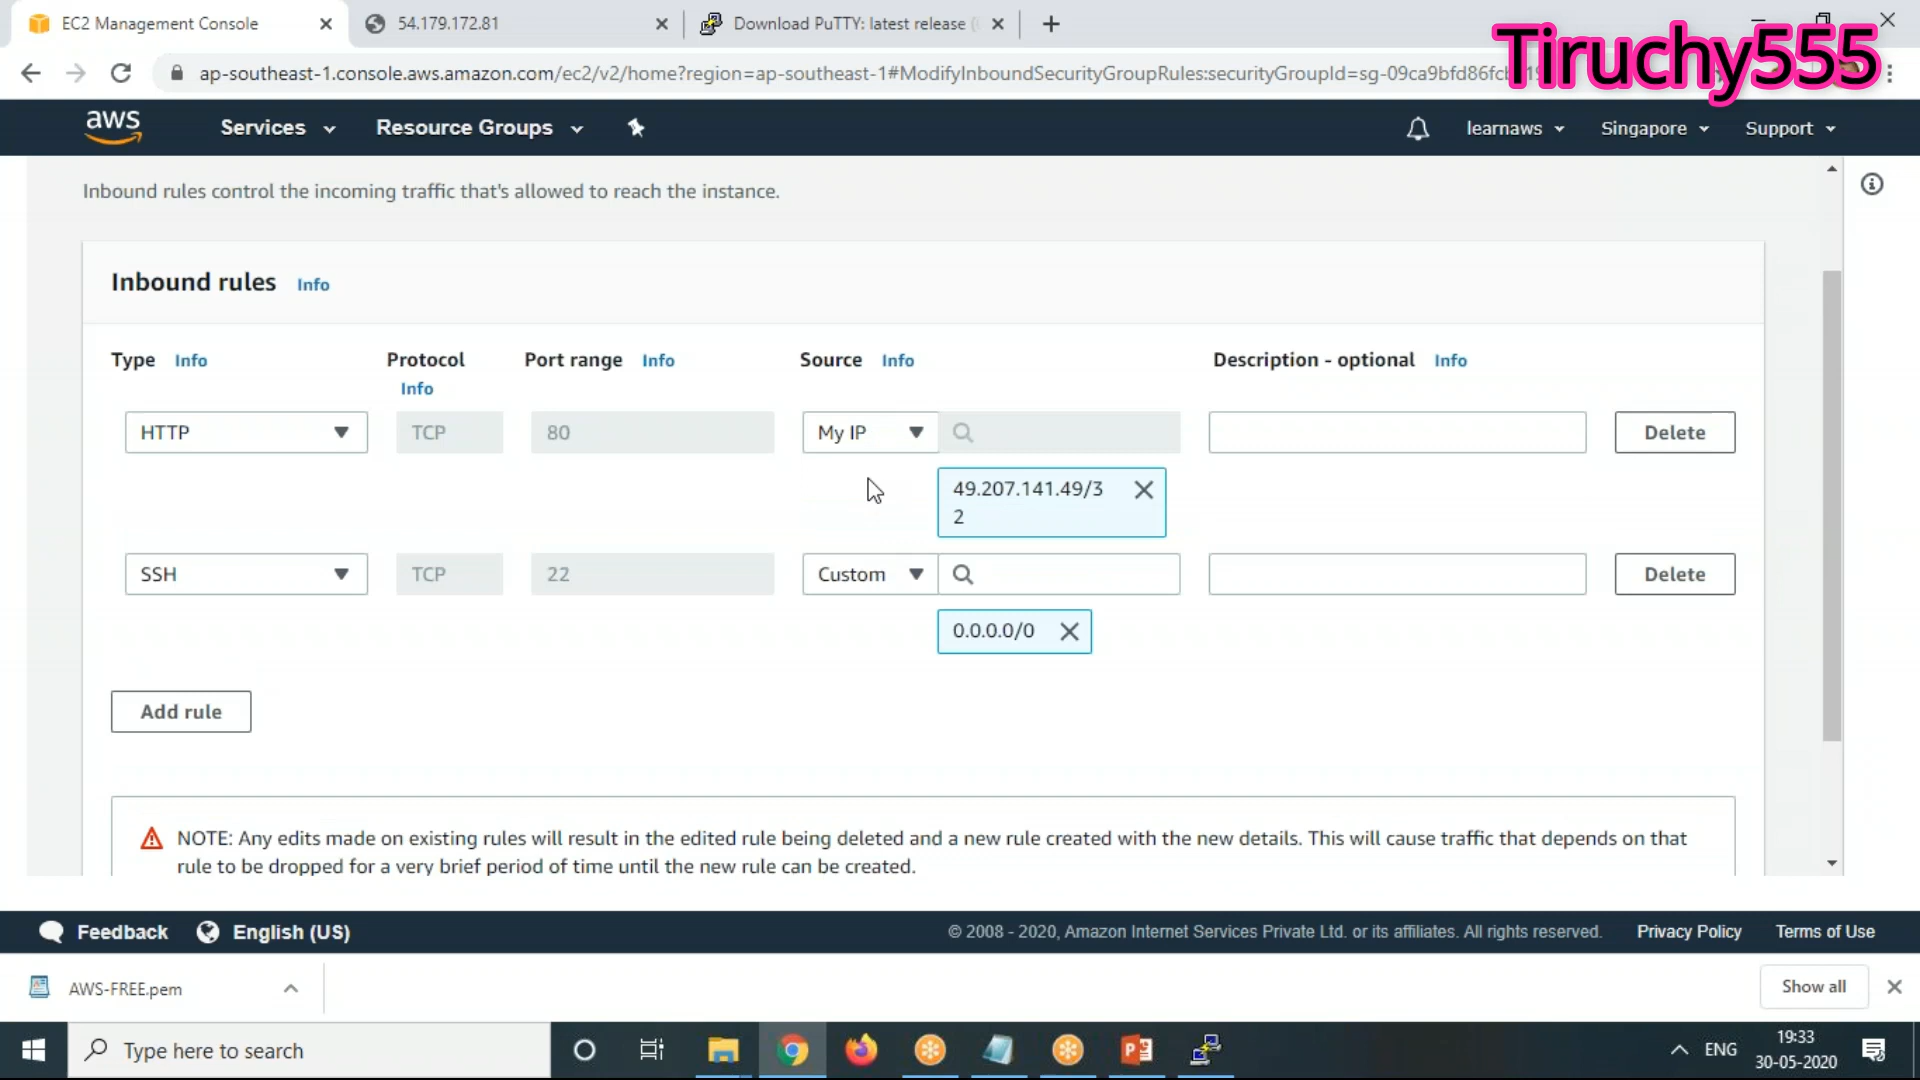 EC2 Management Console
54.179.172.81
Download PuTTY: latest release (
Tiruchy555
ap-southeast-1.console.aws.amazon.com/ec2/v2/home?region=ap-southeast-1#ModifyInboundSecurityGroupRules:securityGroupId=sg-09ca9bfd86fc
aws
Services
Resource Groups
learnaws
Singapore
Support
Inbound rules control the incoming traffic that's allowed to reach the instance.
Inbound rules Info
Type Info
Protocol Info
Port range Info
Source Info
Description - optional Info
HTTP
TCP
80
My IP
Delete
49.207.141.49/3
2
SSH
TCP
22
Custom
Delete
0.0.0.0/0
Add rule
NOTE: Any edits made on existing rules will result in the edited rule being deleted and a new rule created with the new details. This will cause traffic that depends on that
rule to be dropped for a very brief period of time until the new rule can be created.
Feedback
English (US)
© 2008 - 2020, Amazon Internet Services Private Ltd. or its affiliates. All rights reserved.
Privacy Policy
Terms of Use
AWS-FREE.pem
Show all
Type here to search
ENG
19:33
30-05-2020